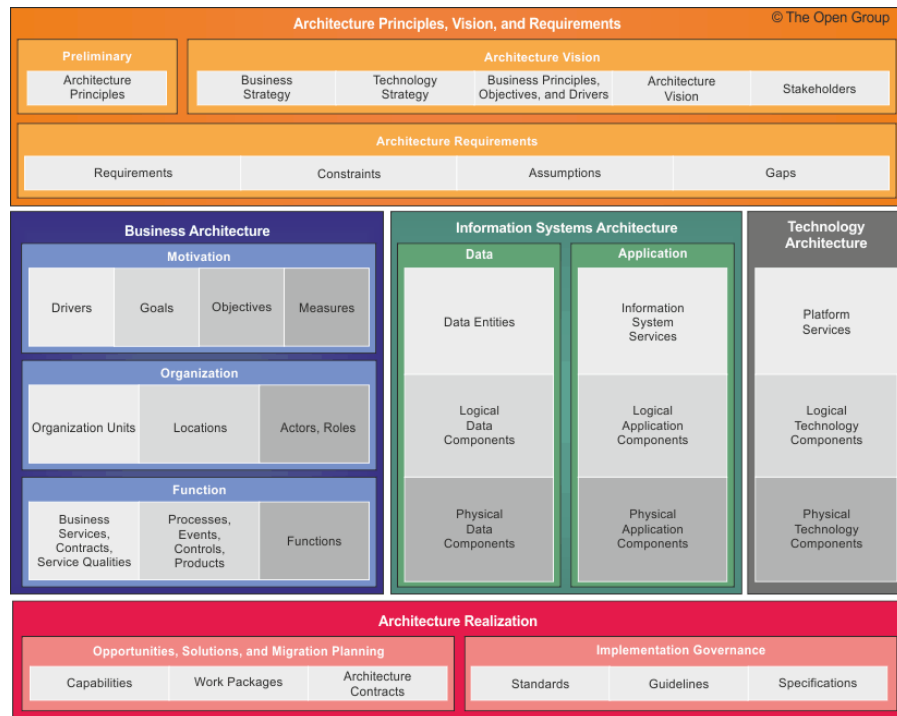 Architecture Principles, Vision, and Requirements
© The Open Group
Preliminary
Architecture
Principles
Architecture Vision
Business
Strategy
Technology
Strategy
Business Principles,
Objectives, and Drivers
Architecture
Vision
Stakeholders
Architecture Requirements
Requirements
Constraints
Assumptions
Gaps
Business Architecture
Motivation
Drivers
Goals
Objectives
Measures
Organization
Organization Units
Locations
Actors, Roles
Function
Business
Services,
Contracts,
Service Qualities
Processes,
Events,
Controls,
Products
Functions
Information Systems Architecture
Data
Data Entities
Logical
Data
Components
Physical
Data
Components
Application
Information
System
Services
Logical
Application
Components
Physical
Application
Components
Technology
Architecture
Platform
Services
Logical
Technology
Components
Physical
Technology
Components
Architecture Realization
Opportunities, Solutions, and Migration Planning
Capabilities
Work Packages
Architecture
Contracts
Implementation Governance
Standards
Guidelines
Specifications